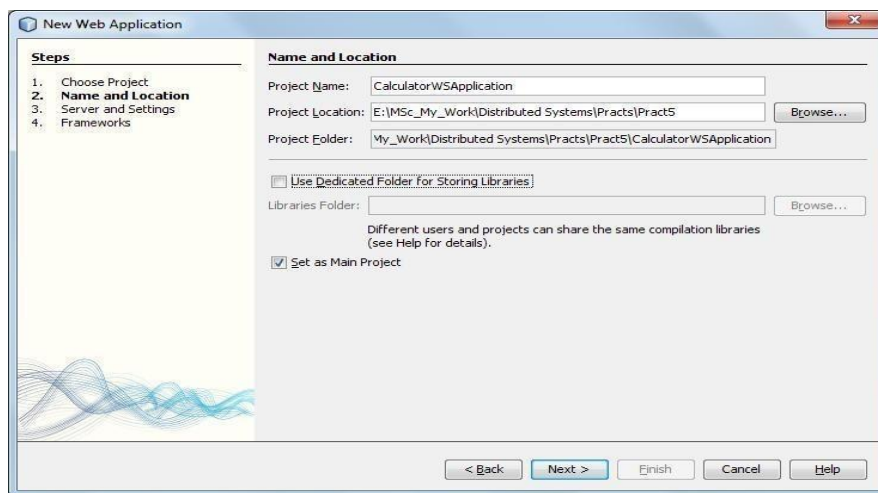 New Web Application
Steps
1. Choose Project
2. Name and Location
3. Server and Settings
4. Frameworks
Name and Location
Project Name: CalculatorWSApplication
Project Location: E:\MSc_My_Work\Distributed Systems\Practs\Pract5 Browse...
Project Folder: My_Work\Distributed Systems\Practs\Pract5\CalculatorWSApplication
Use Dedicated Folder for Storing Libraries
Libraries Folder: Browse...
Different users and projects can share the same compilation libraries
(see Help for details).
Set as Main Project
< Back Next > Finish Cancel Help